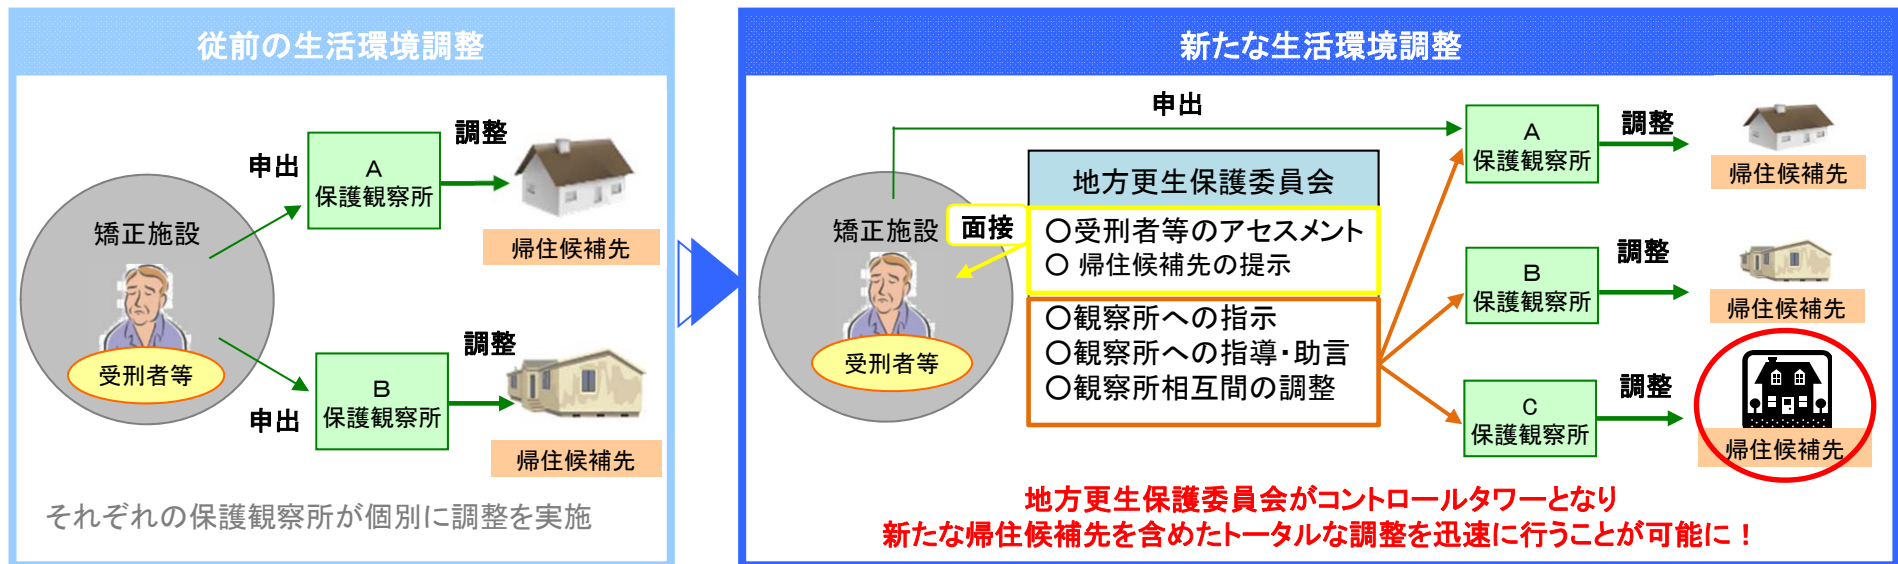 従前の生活環境調整
申出
A
保護観察所
調整
帰住候補先
矯正施設
受刑者等
申出
B
保護観察所
調整
帰住候補先
それぞれの保護観察所が個別に調整を実施
新たな生活環境調整
申出
矯正施設
受刑者等
面接
地方更生保護委員会
○受刑者等のアセスメント
○ 帰住候補先の提示
○観察所への指示
○観察所への指導・助言
○観察所相互間の調整
A
保護観察所
調整
帰住候補先
B
保護観察所
調整
帰住候補先
C
保護観察所
調整
帰住候補先
地方更生保護委員会がコントロールタワーとなり
新たな帰住候補先を含めたトータルな調整を迅速に行うことが可能に！